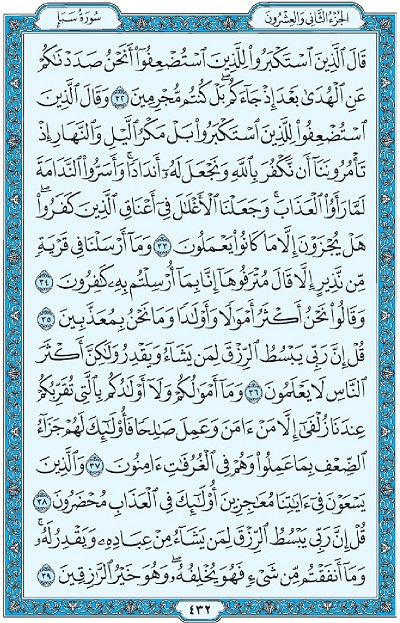 الجزء الثاني والعشرون
سورة سبإ
قَالَ ٱلَّذِينَ ٱسْتَكْبَرُوا۟ لِلَّذِينَ ٱسْتُضْعِفُوٓا۟ أَنَحْنُ صَدَدْنَٰكُمْ
عَنِ ٱلْهُدَىٰ بَعْدَ إِذْ جَآءَكُم ۖ بَلْ كُنتُم مُّجْرِمِينَ ٣٢ وَقَالَ ٱلَّذِينَ
ٱسْتُضْعِفُوا۟ لِلَّذِينَ ٱسْتَكْبَرُوا۟ بَلْ مَكْرُ ٱلَّيْلِ وَٱلنَّهَارِ إِذْ
تَأْمُرُونَنَآ أَن نَّكْفُرَ بِٱللَّهِ وَنَجْعَلَ لَهُۥٓ أَندَادًا ۚ وَأَسَرُّوا۟ ٱلنَّدَامَةَ
لَمَّا رَأَوُا۟ ٱلْعَذَابَ ۚ وَجَعَلْنَا ٱلْأَغْلَٰلَ فِىٓ أَعْنَاقِ ٱلَّذِينَ كَفَرُوا۟ ۖ
هَلْ يُجْزَوْنَ إِلَّا مَا كَانُوا۟ يَعْمَلُونَ ٣٣ وَمَآ أَرْسَلْنَا فِى قَرْيَةٍ
مِّن نَّذِيرٍ إِلَّا قَالَ مُتْرَفُوهَآ إِنَّا بِمَآ أُرْسِلْتُم بِهِۦ كَٰفِرُونَ ٣٤
وَقَالُوا۟ نَحْنُ أَكْثَرُ أَمْوَٰلًا وَأَوْلَٰدًا وَمَا نَحْنُ بِمُعَذَّبِينَ ٣٥
قُلْ إِنَّ رَبِّى يَبْسُطُ ٱلرِّزْقَ لِمَن يَشَآءُ وَيَقْدِرُ وَلَٰكِنَّ أَكْثَرَ
ٱلنَّاسِ لَا يَعْلَمُونَ ٣٦ وَمَآ أَمْوَٰلُكُمْ وَلَآ أَوْلَٰدُكُم بِٱلَّتِى تُقَرِّبُكُمْ
عِندَنَا زُلْفَىٰٓ إِلَّا مَنْ ءَامَنَ وَعَمِلَ صَٰلِحًا فَأُو۟لَٰٓئِكَ لَهُمْ جَزَآءُ
ٱلضِّعْفِ بِمَا عَمِلُوا۟ وَهُمْ فِى ٱلْغُرُفَٰتِ ءَامِنُونَ ٣٧ وَٱلَّذِينَ
يَسْعَوْنَ فِىٓ ءَايَٰتِنَا مُعَٰجِزِينَ أُو۟لَٰٓئِكَ فِى ٱلْعَذَابِ مُحْضَرُونَ ٣٨
قُلْ إِنَّ رَبِّى يَبْسُطُ ٱلرِّزْقَ لِمَن يَشَآءُ مِنْ عِبَادِهِۦ وَيَقْدِرُ لَهُۥ ۚ
وَمَآ أَنفَقْتُم مِّن شَىْءٍ فَهُوَ يُخْلِفُهُۥ ۖ وَهُوَ خَيْرُ ٱلرَّٰزِقِينَ ٣٩
٤٣٢